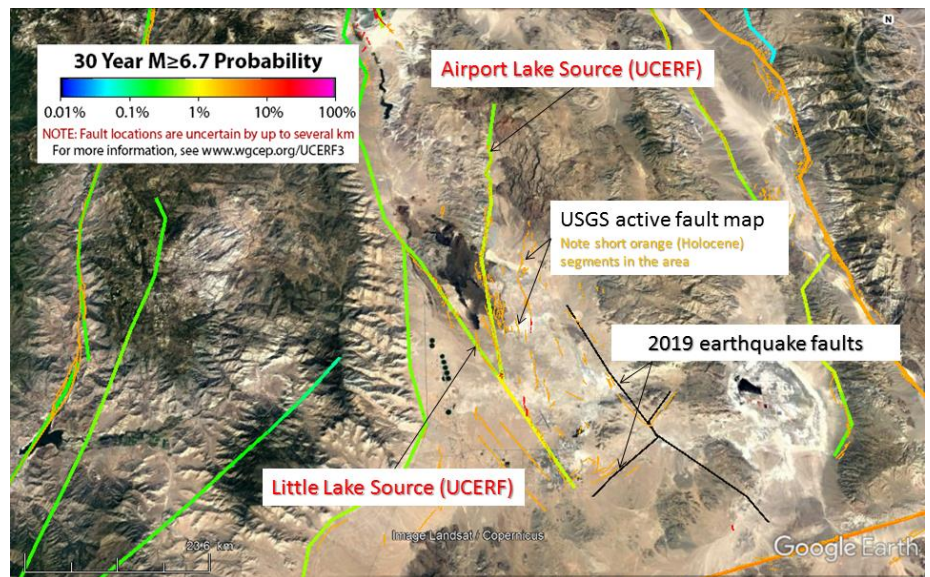 30 Year M≥6.7 Probability
0.01% 0.1% 1% 10% 100%
NOTE: Fault locations are uncertain by up to several km
For more information, see www.wgcep.org/UCERF3
N
Airport Lake Source (UCERF)
USGS active fault map
Note short orange (Holocene)
segments in the area
2019 earthquake faults
Little Lake Source (UCERF)
Image Landsat / Copernicus
23.6 km
Google Earth